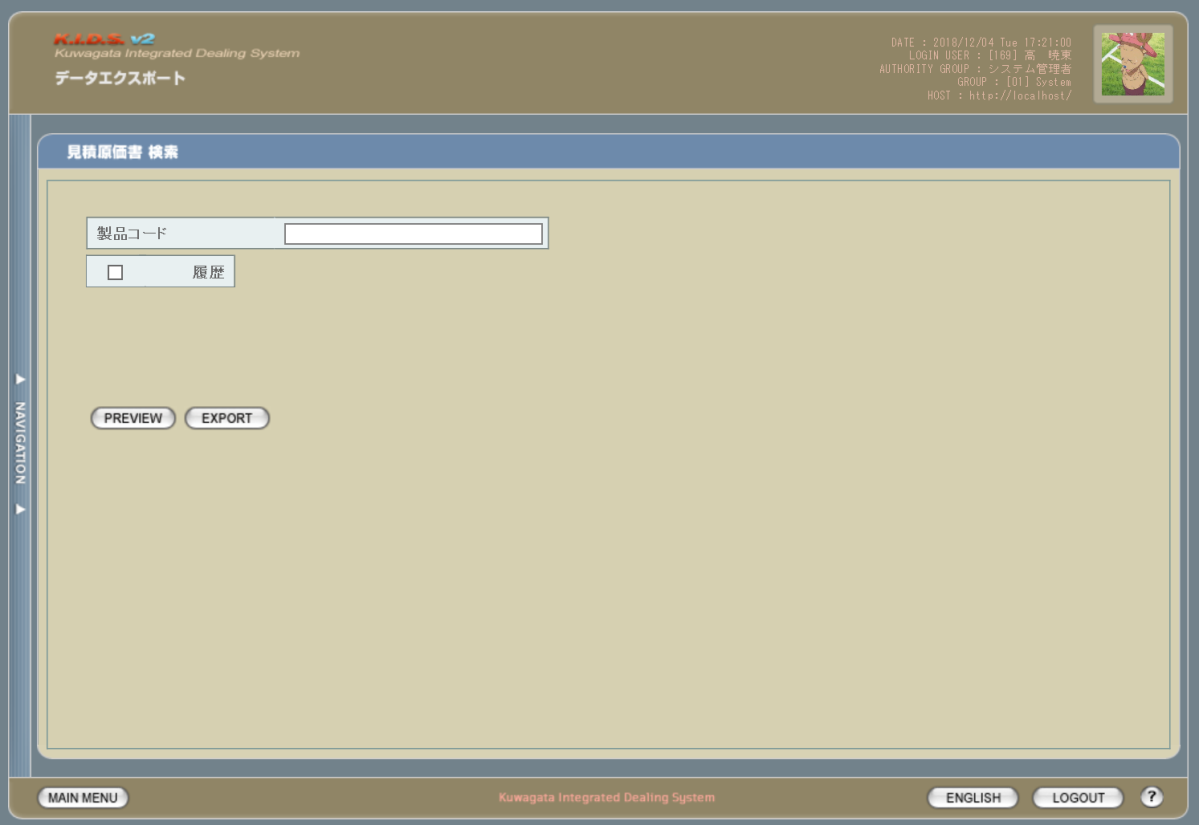 K.I.D.S. v2
Kuwagata Integrated Dealing System
データエクスポート
DATE : 2018/12/04 Tue 17:21:00
LOGIN USER : [169] 高 暁東
AUTHORITY GROUP : システム管理者
GROUP : [01] System
HOST : http://localhost/
見積原価書 検索
製品コード
履歴
NAVIGATION
PREVIEW EXPORT
MAIN MENU Kuwagata Integrated Dealing System ENGLISH LOGOUT ?